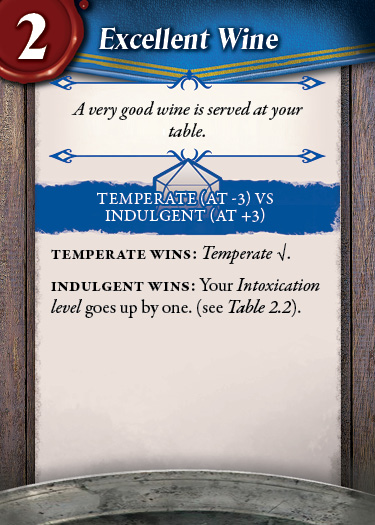 2
Excellent Wine
A very good wine is served at your
table.
TEMPERATE (AT -3) VS
INDULGENT (AT +3)
TEMPERATE WINS: Temperate √.
INDULGENT WINS: Your Intoxication
level goes up by one. (see Table 2.2).